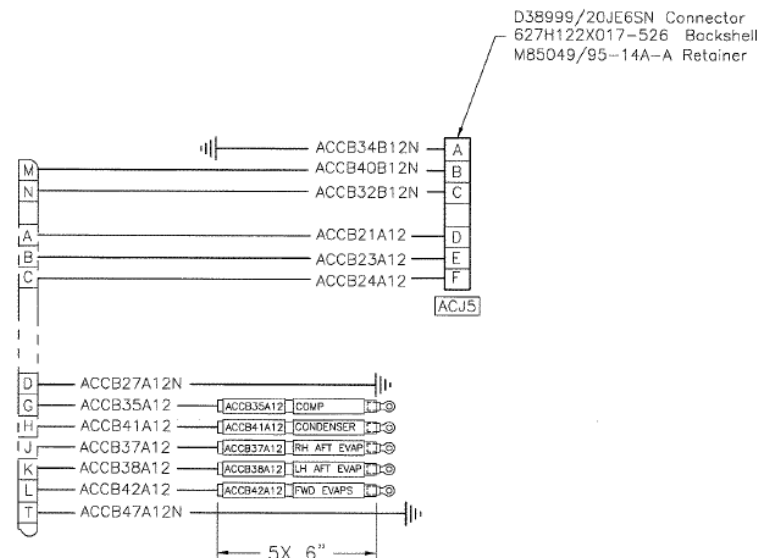 D38999/20JE6SN Connector
627H122X017-526 Backshell
M85049/95-14A-A Retainer
ACCB34B12N A
M ACCB40B12N B
N ACCB32B12N C
A ACCB21A12 D
B ACCB23A12 E
C ACCB24A12 F
ACJ5
D ACCB27A12N
G ACCB35A12 ACCB35A12 COMP
H ACCB41A12 ACCB41A12 CONDENSER
J ACCB37A12 ACCB37A12 RH AFT EVAP
K ACCB38A12 ACCB38A12 LH AFT EVAP
L ACCB42A12 ACCB42A12 FWD EVAPS
T ACCB47A12N
5X 6"